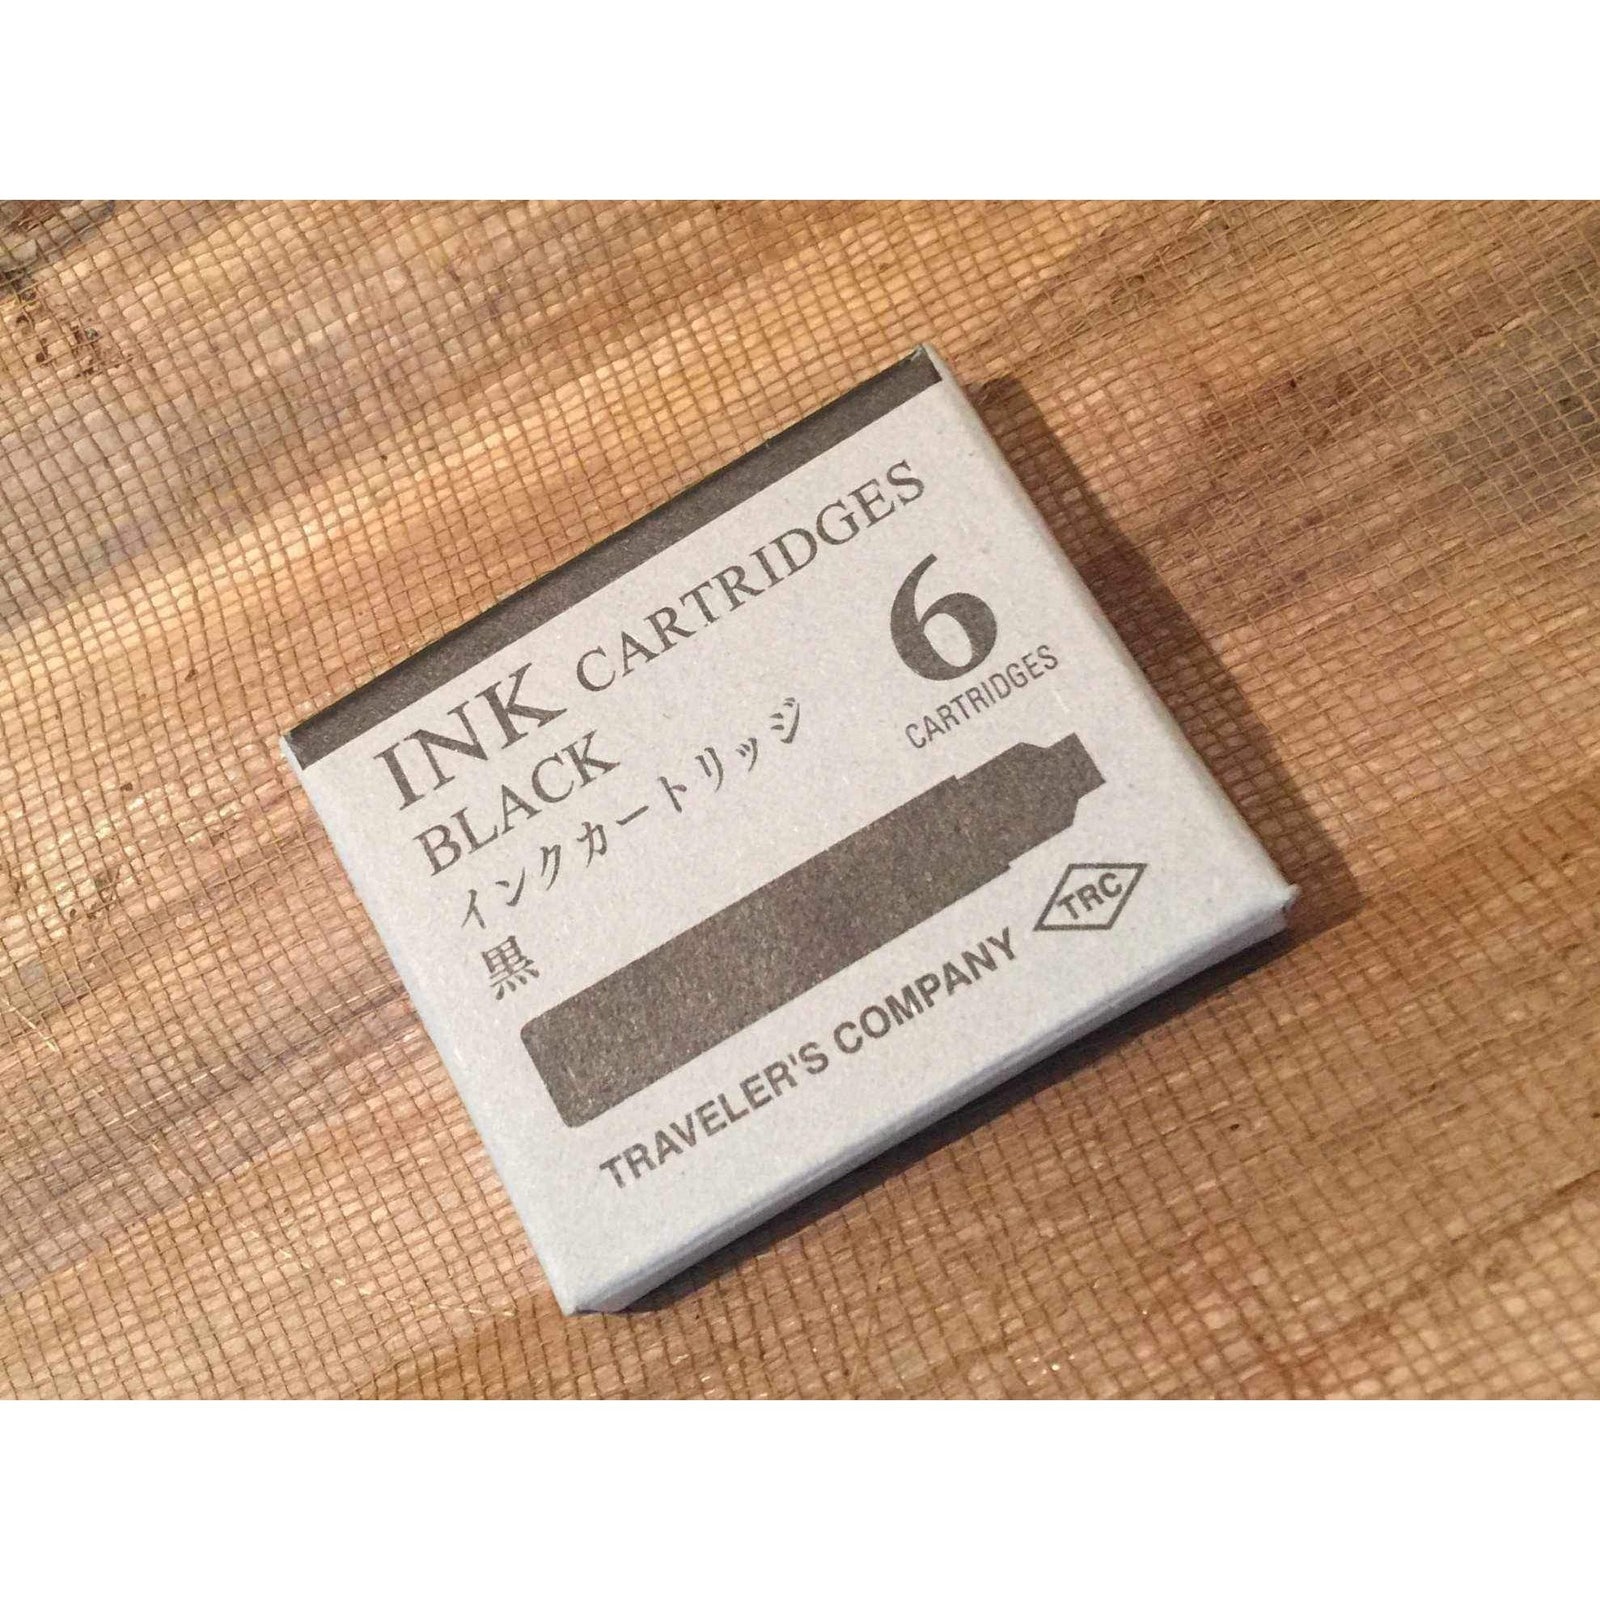 INK CARTRIDGES
BLACK
インクカートリッジ
黒
6
CARTRIDGES
TRAVELER'S COMPANY
TRC